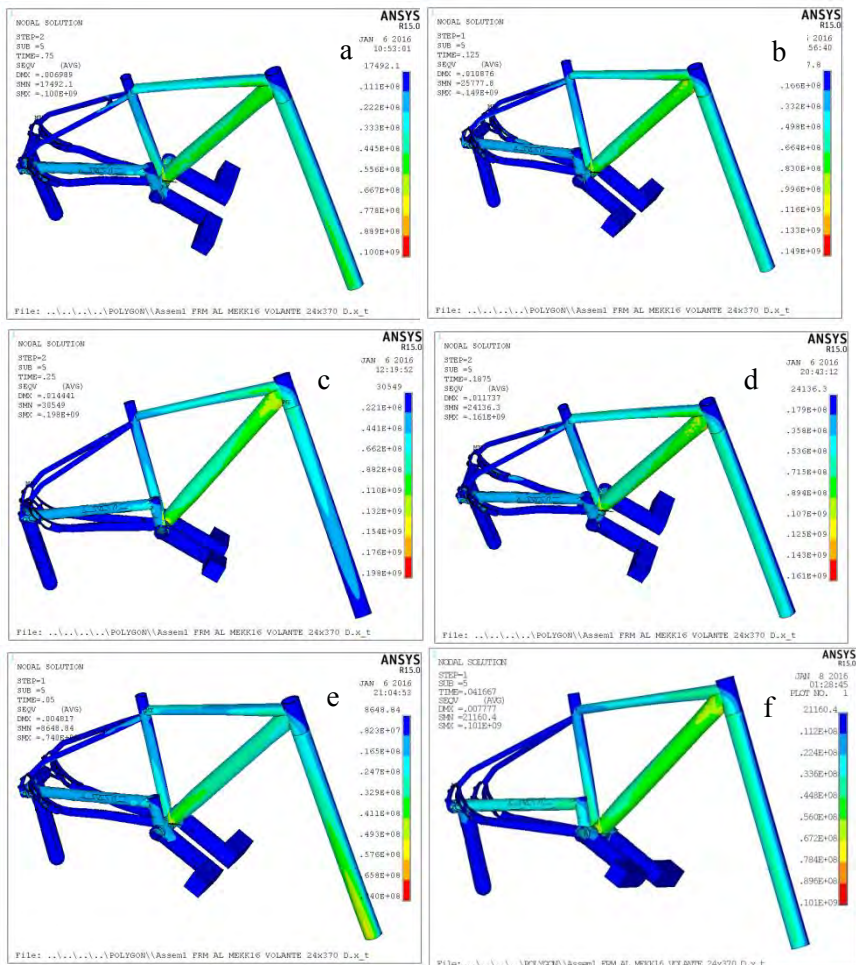 ANSYS
R15.0
NODAL SOLUTION
STEP=2
SUB =5
TIME=.75
SEQV (AVG)
DMX =.006989
SMN =17492.1
SMX =.100E+09
JAN 6 2016
10:53:01
a
17492.1
.111E+08
.222E+08
.333E+08
.445E+08
.556E+08
.667E+08
.778E+08
.889E+08
.100E+09
File: ..\..\..\..\POLYGON\\Assem1 FRM AL MEKK16 VOLANTE 24x370 D.x_t
ANSYS
R15.0
NODAL SOLUTION
STEP=1
SUB =5
TIME=.125
SEQV (AVG)
DMX =.010876
SMN =25777.8
SMX =.149E+09
b
2016
56:40
7.8
.166E+08
.332E+08
.498E+08
.664E+08
.830E+08
.996E+08
.116E+09
.133E+09
.149E+09
File: ..\..\..\..\POLYGON\\Assem1 FRM AL MEKK16 VOLANTE 24x370 D.x_t
ANSYS
R15.0
NODAL SOLUTION
STEP=2
SUB =5
TIME=.25
SEQV (AVG)
DMX =.014441
SMN =30549
SMX =.198E+09
JAN 6 2016
12:19:52
c
30549
.221E+08
.441E+08
.662E+08
.882E+08
.110E+09
.132E+09
.154E+09
.176E+09
.198E+09
File: ..\..\..\..\POLYGON\\Assem1 FRM AL MEKK16 VOLANTE 24x370 D.x_t
ANSYS
R15.0
NODAL SOLUTION
STEP=2
SUB =5
TIME=.1875
SEQV (AVG)
DMX =.011737
SMN =24136.3
SMX =.161E+09
JAN 6 2016
20:43:12
d
24136.3
.179E+08
.358E+08
.536E+08
.715E+08
.894E+08
.107E+09
.125E+09
.143E+09
.161E+09
File: ..\..\..\..\POLYGON\\Assem1 FRM AL MEKK16 VOLANTE 24x370 D.x_t
ANSYS
R15.0
NODAL SOLUTION
STEP=1
SUB =5
TIME=.05
SEQV (AVG)
DMX =.004817
SMN =8648.84
SMX =.740E+0
JAN 6 2016
21:04:53
e
8648.84
.823E+07
.165E+08
.247E+08
.329E+08
.411E+08
.493E+08
.576E+08
.658E+08
40E+08
File: ..\..\..\..\POLYGON\\Assem1 FRM AL MEKK16 VOLANTE 24x370 D.x_t
ANSYS
R15.0
NODAL SOLUTION
STEP=1
SUB =5
TIME=.041667
SEQV (AVG)
DMX =.007777
SMN =21160.4
SMX =.101E+09
JAN 8 2016
01:28:45
PLOT NO. 1
f
21160.4
.112E+08
.224E+08
.336E+08
.448E+08
.560E+08
.672E+08
.784E+08
.896E+08
.101E+09